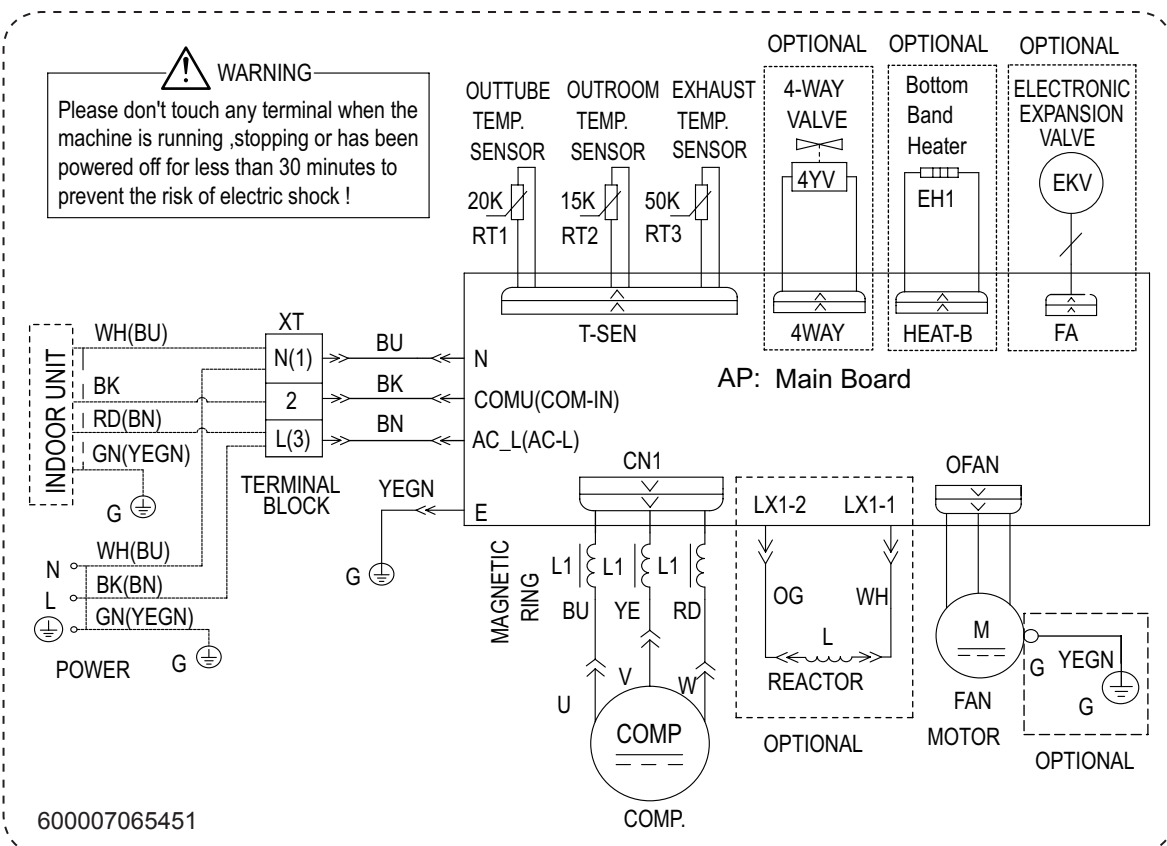 WARNING
Please don't touch any terminal when the
machine is running ,stopping or has been
powered off for less than 30 minutes to
prevent the risk of electric shock !
OUTTUBE
TEMP.
SENSOR
20K
RT1
OUTROOM
TEMP.
SENSOR
15K
RT2
EXHAUST
TEMP.
SENSOR
50K
RT3
T-SEN
OPTIONAL
4-WAY
VALVE
4YV
4WAY
OPTIONAL
Bottom
Band
Heater
EH1
HEAT-B
OPTIONAL
ELECTRONIC
EXPANSION
VALVE
EKV
FA
INDOOR UNIT
WH(BU)
BK
RD(BN)
GN(YEGN)
G
XT
N(1)
2
L(3)
TERMINAL
BLOCK
BU
BK
BN
YEGN
G
N
COMU(COM-IN)
AC_L(AC-L)
E
AP: Main Board
N
L
WH(BU)
BK(BN)
GN(YEGN)
POWER
G
CN1
MAGNETIC
RING
L1
L1
L1
BU
YE
RD
U
V
W
COMP
COMP.
LX1-2
LX1-1
OG
WH
L
REACTOR
OPTIONAL
OFAN
M
FAN
MOTOR
G
YEGN
G
OPTIONAL
600007065451